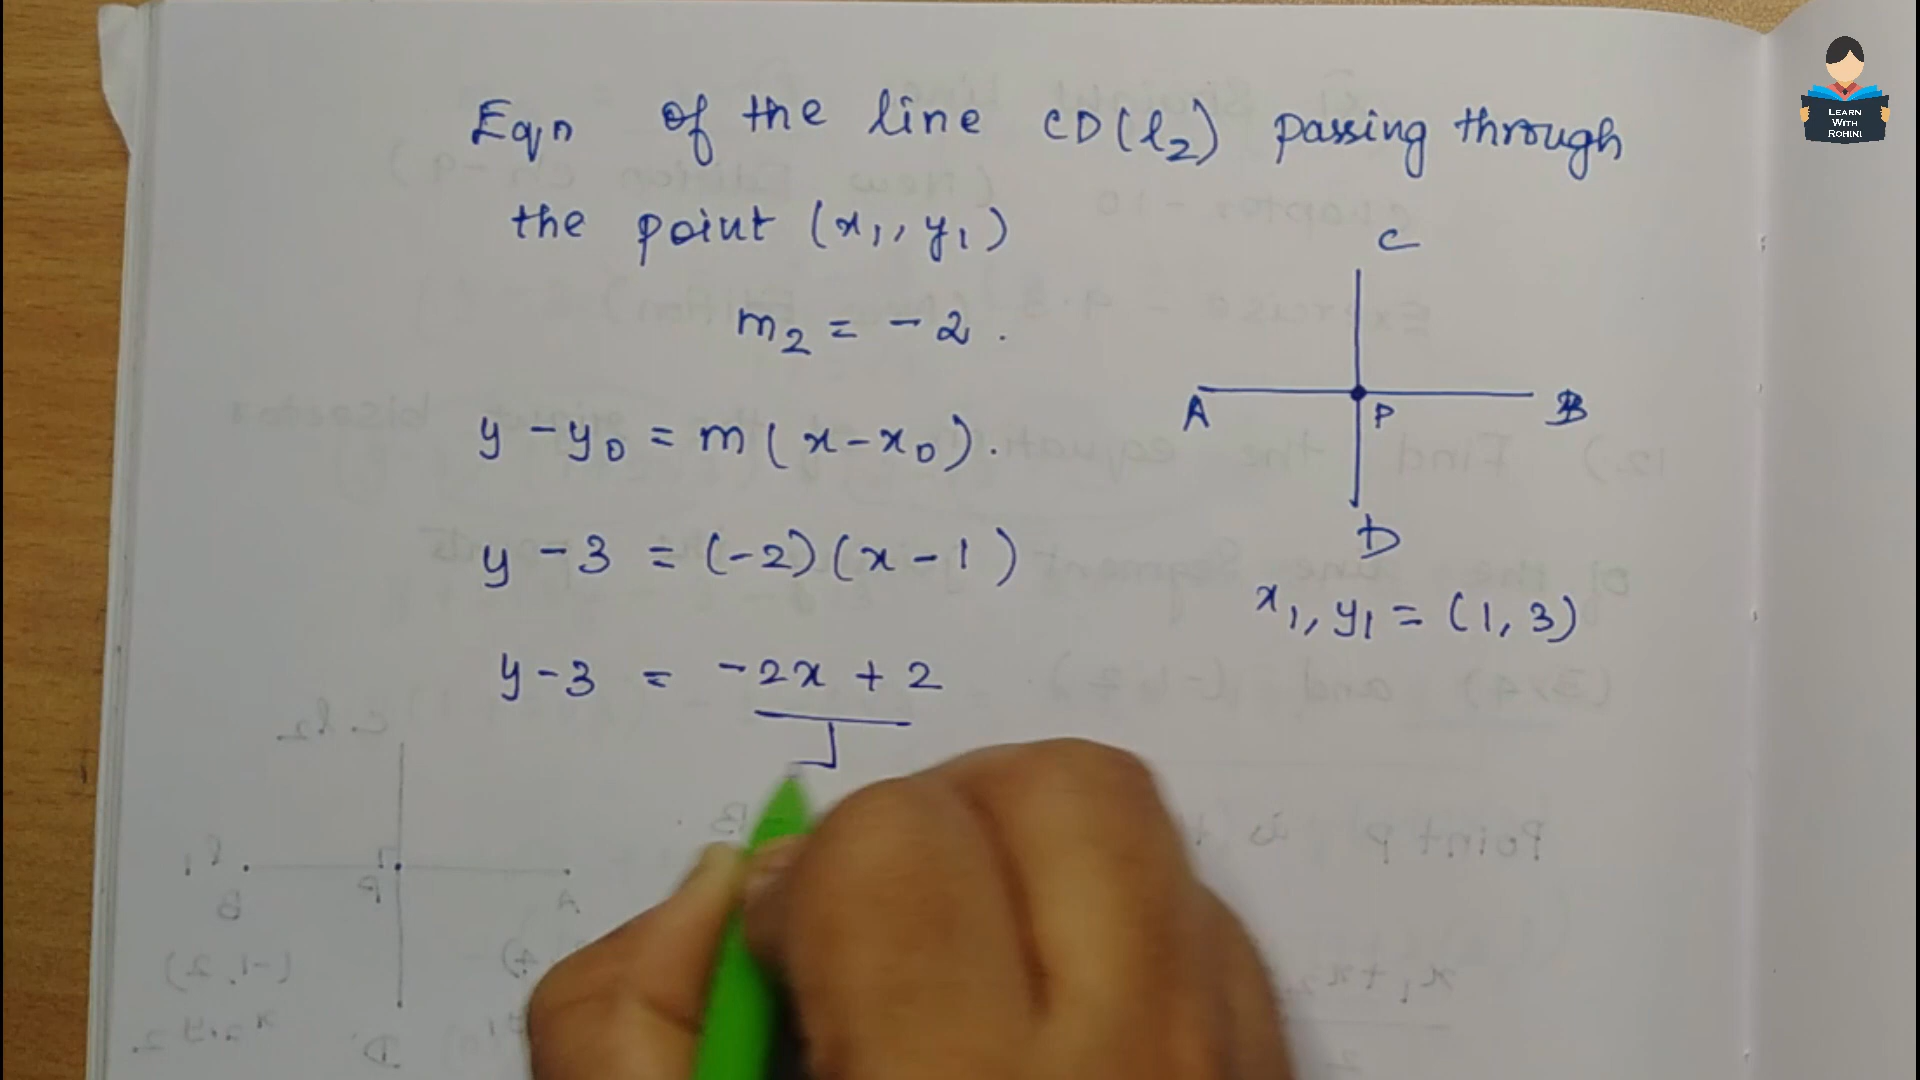 Eqn of the line CD(l₂) passing through
the point (x₁, y₁)
m₂ = -2.
y - y₀ = m(x - x₀).
y - 3 = (-2)(x - 1)
y - 3 = -2x + 2
C
A
P
B
D
x₁, y₁ = (1, 3)
LEARN
WITH
ROHINI